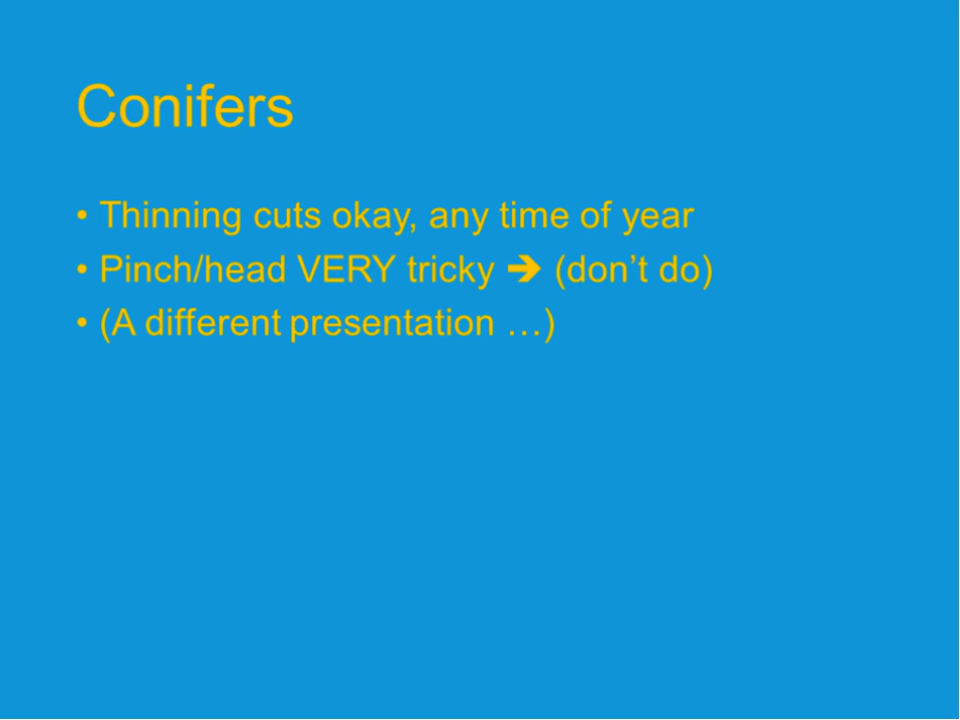 Conifers
• Thinning cuts okay, any time of year
• Pinch/head VERY tricky ➔ (don’t do)
• (A different presentation …)